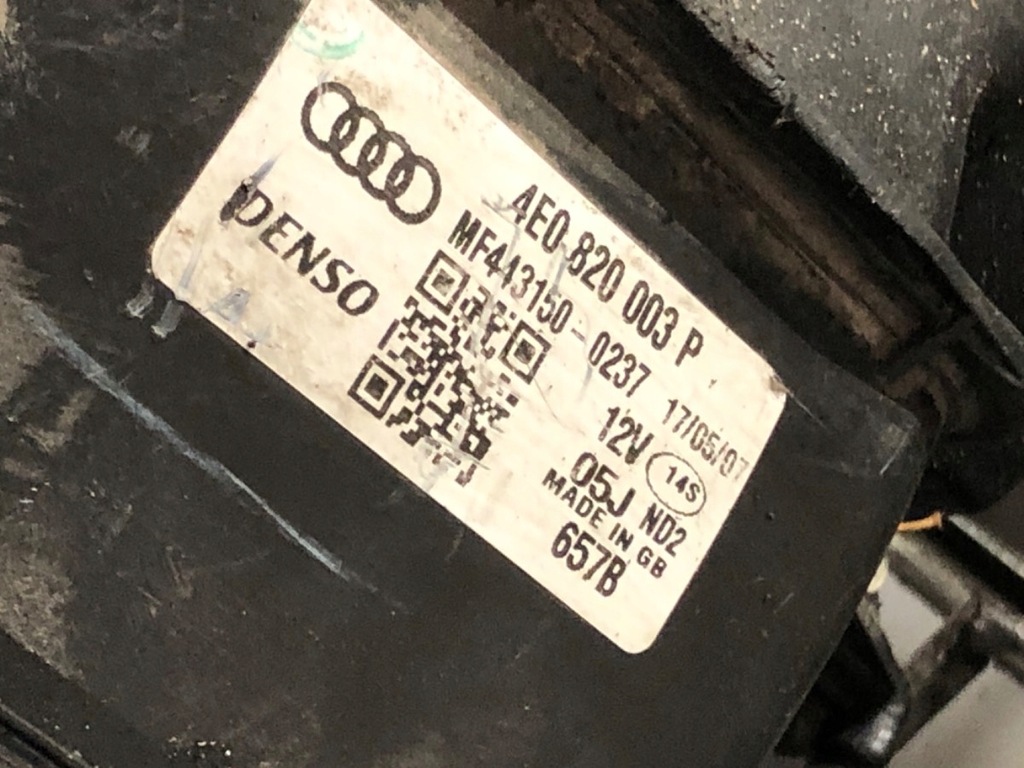 4E0 820 003 P
DENSO
MF443150-0237 17/05/07
12V 14S
05J ND2
MADE IN GB
657B